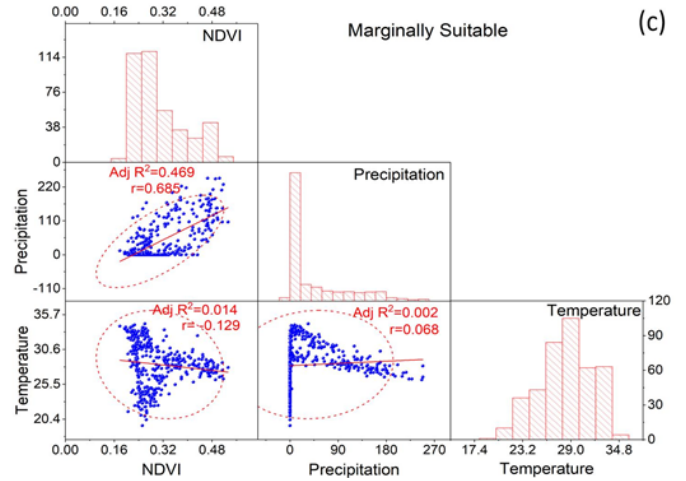 0.00 0.16 0.32 0.48
(c)
NDVI
Marginally Suitable
114
76
38
0
Adj R²=0.469
r=0.685
Precipitation
220
110
0
-110
Precipitation
Adj R²=0.014
r= -0.129
Adj R²=0.002
r=0.068
Temperature
120
90
60
30
0
35.7
30.6
25.5
20.4
Temperature
0.00 0.16 0.32 0.48
0 90 180 270
17.4 23.2 29.0 34.8
NDVI
Precipitation
Temperature